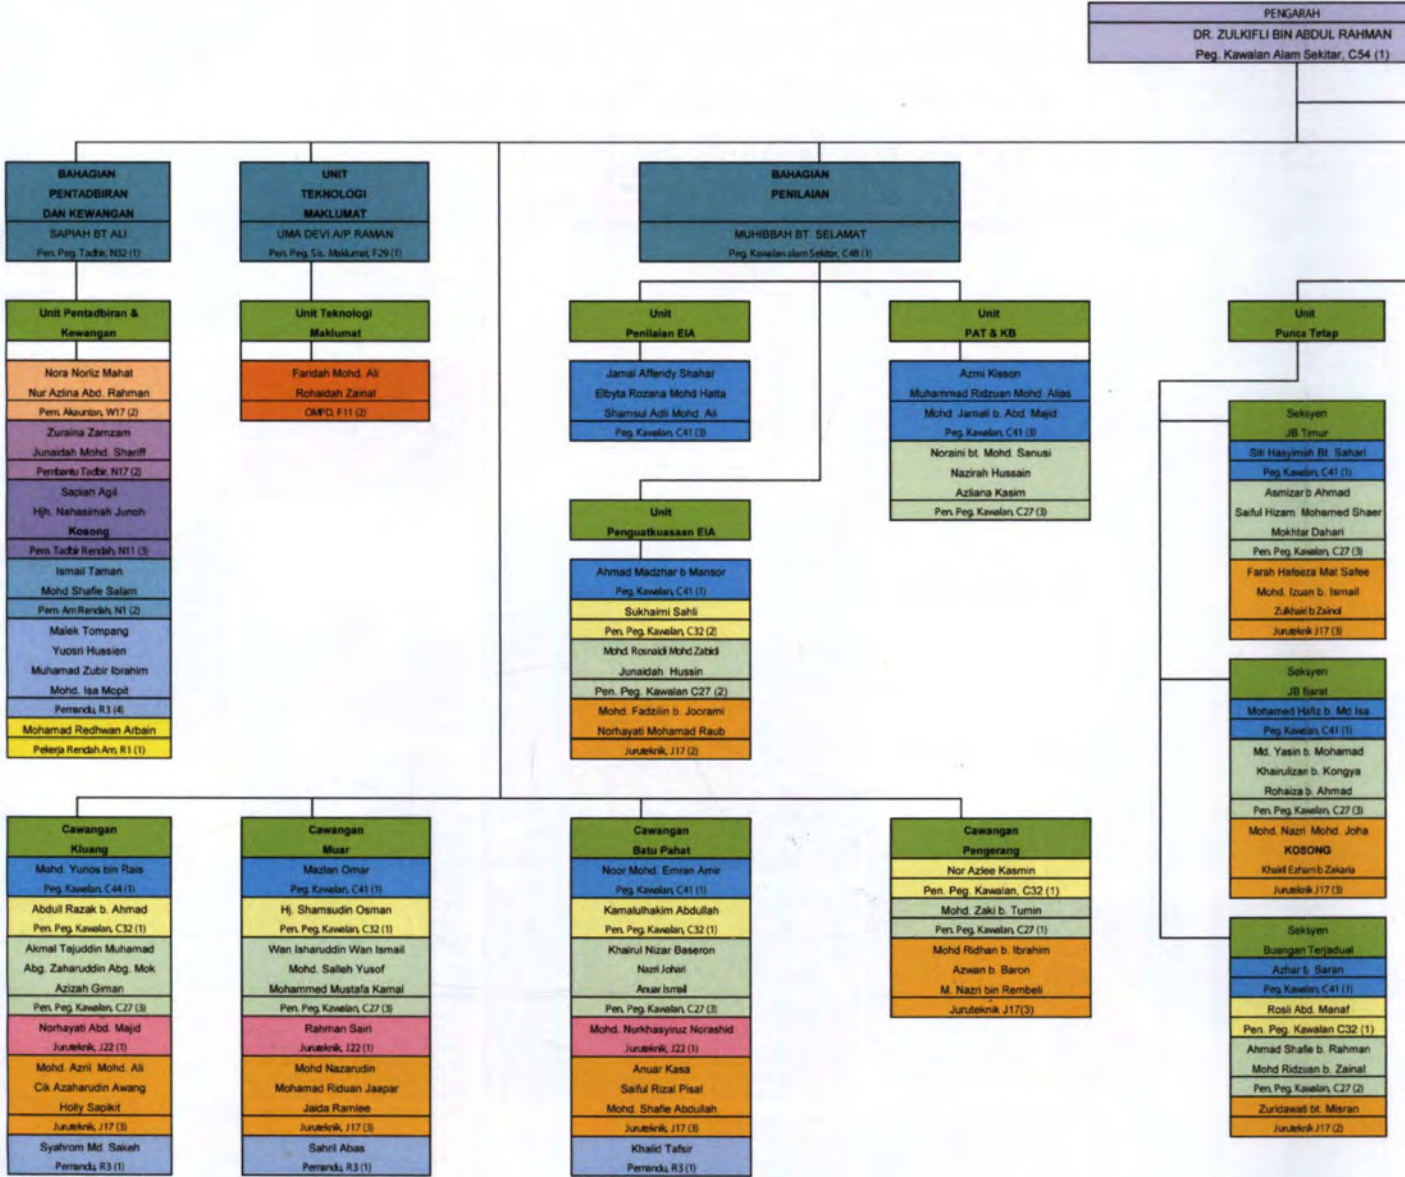 PENGARAH
DR. ZULKIFLI BIN ABDUL RAHMAN
Peg. Kawalan Alam Sekitar, C54 (1)
BAHAGIAN
PENTADBIRAN
DAN KEWANGAN
SAPIAH BT ALI
Pen. Peg. Tadbir, N32 (1)
UNIT
TEKNOLOGI
MAKLUMAT
UMA DEVI A/P RAMAN
Pen. Peg. Sis. Maklumat, F29 (1)
BAHAGIAN
PENILAIAN
MUHIBBAH BT. SELAMAT
Peg. Kawalan alam Sekitar, C48 (1)
Unit Pentadbiran &
Kewangan
Nora Norliz Mahat
Nur Azlina Abd. Rahman
Pem. Akauntan, W17 (2)
Zuraina Zamzam
Junaidah Mohd. Shariff
Pembantu Tadbir, N17 (2)
Sapiah Agil
Hjh. Nahasimah Junoh
Kosong
Pem. Tadbir Rendah, N11 (3)
Ismail Taman
Mohd Shafie Salam
Pem. Am Rendah, N1 (2)
Malek Tompang
Yuosri Hussien
Muhamad Zubir Ibrahim
Mohd. Isa Mopit
Pemandu, R3 (4)
Mohamad Redhwan Arbain
Pekerja Rendah Am, R1 (1)
Unit Teknologi
Maklumat
Faridah Mohd. Ali
Rohaidah Zainal
OMPD, F11 (2)
Unit
Penilaian EIA
Jamal Affendy Shahar
Elbyta Rozana Mohd Hatta
Shamsul Adli Mohd. Ali
Peg. Kawalan, C41 (3)
Unit
PAT & KB
Azmi Kisson
Muhammad Ridzuan Mohd. Alias
Mohd. Jamali b. Abd. Majid
Peg. Kawalan, C41 (3)
Noraini bt. Mohd. Sanusi
Nazirah Hussain
Azliana Kasim
Pen. Peg. Kawalan, C27 (3)
Unit
Penguatkuasaan EIA
Ahmad Madzhar b Mansor
Peg. Kawalan, C41 (1)
Sukhaimi Sahli
Pen. Peg. Kawalan, C32 (2)
Mohd. Rosnaidi Mohd Zabidi
Junaidah Hussin
Pen. Peg. Kawalan C27 (2)
Mohd. Fadzilin b. Joorami
Norhayati Mohamad Raub
Juruteknik, J17 (2)
Unit
Punca Tetap
Seksyen
JB Timur
Siti Hasyimah Bt. Sahari
Peg. Kawalan, C41 (1)
Asmizar b Ahmad
Saiful Hizam Mohamed Shaer
Mokhtar Dahari
Pen. Peg. Kawalan, C27 (3)
Farah Hafeeza Mat Safee
Mohd. Izuan b. Ismail
Zulkhairi b Zainol
Juruteknik J17 (3)
Seksyen
JB Barat
Mohamed Hafiz b. Md Isa
Peg. Kawalan, C41 (1)
Md. Yasin b. Mohamad
Khairulizan b. Kongya
Rohaiza b. Ahmad
Pen. Peg. Kawalan, C27 (3)
Mohd. Nazri Mohd. Joha
KOSONG
Khairil Ezham b Zakaria
Juruteknik J17 (3)
Seksyen
Buangan Terjadual
Azhar b. Saran
Peg. Kawalan, C41 (1)
Rosli Abd. Manaf
Pen. Peg. Kawalan C32 (1)
Ahmad Shafie b. Rahman
Mohd Ridzuan b. Zainal
Pen. Peg. Kawalan, C27 (2)
Zuridawati bt. Misran
Juruteknik J17 (2)
Cawangan
Kluang
Mohd. Yunos bin Rais
Peg. Kawalan, C44 (1)
Abdull Razak b. Ahmad
Pen. Peg. Kawalan, C32 (1)
Akmal Tajuddin Muhamad
Abg. Zaharuddin Abg. Mok
Azizah Giman
Pen. Peg. Kawalan, C27 (3)
Norhayati Abd. Majid
Juruteknik, J22 (1)
Mohd. Azril Mohd. Ali
Cik Azaharudin Awang
Holly Sapikit
Juruteknik, J17 (3)
Syahrom Md. Sakeh
Pemandu, R3 (1)
Cawangan
Muar
Mazlan Omar
Peg. Kawalan, C41 (1)
Hj. Shamsudin Osman
Pen. Peg. Kawalan, C32 (1)
Wan Isharuddin Wan Ismail
Mohd. Salleh Yusof
Mohammed Mustafa Kamal
Pen. Peg. Kawalan, C27 (3)
Rahman Sairi
Juruteknik, J22 (1)
Mohd Nazarudin
Mohamad Riduan Jaapar
Jaida Ramlee
Juruteknik, J17 (3)
Sahril Abas
Pemandu, R3 (1)
Cawangan
Batu Pahat
Noor Mohd. Emran Amir
Peg. Kawalan, C41 (1)
Kamalulhakim Abdullah
Pen. Peg. Kawalan, C32 (1)
Khairul Nizar Baseron
Nazri Johari
Anuar Ismail
Pen. Peg. Kawalan, C27 (3)
Mohd. Nurkhasyiruz Norashid
Juruteknik, J22 (1)
Anuar Kasa
Saiful Rizal Pisal
Mohd. Shafie Abdullah
Juruteknik, J17 (3)
Khalid Tafsir
Pemandu, R3 (1)
Cawangan
Pengerang
Nor Azlee Kasmin
Pen. Peg. Kawalan, C32 (1)
Mohd. Zaki b. Tumin
Pen. Peg. Kawalan, C27 (1)
Mohd Ridhan b. Ibrahim
Azwan b. Baron
M. Nazri bin Rembeli
Juruteknik J17(3)